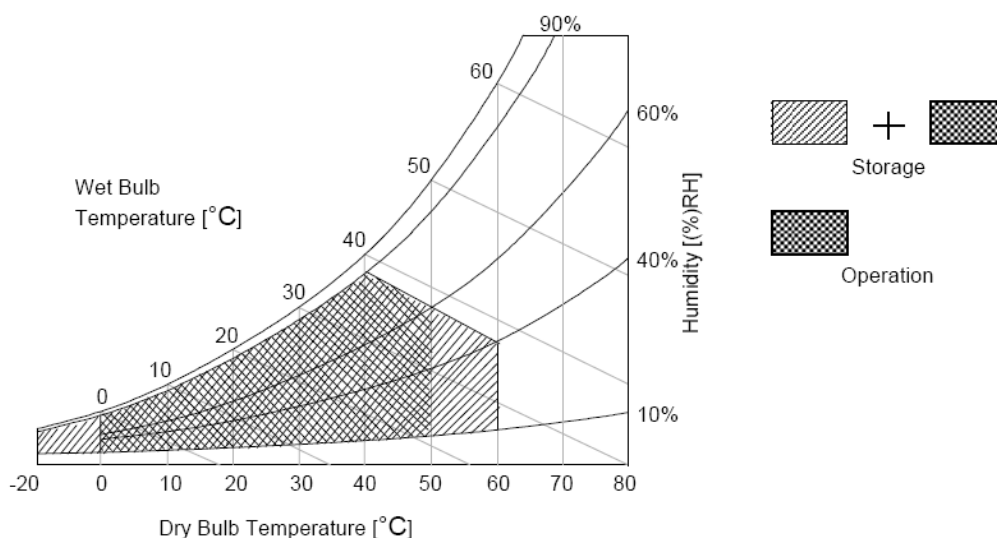 90%
60
60%
50
Wet Bulb
Temperature [°C]
40
30
20
10
0
Humidity [(%)RH]
40%
10%
-20 0 10 20 30 40 50 60 80
Dry Bulb Temperature [°C]
+
Storage
Operation